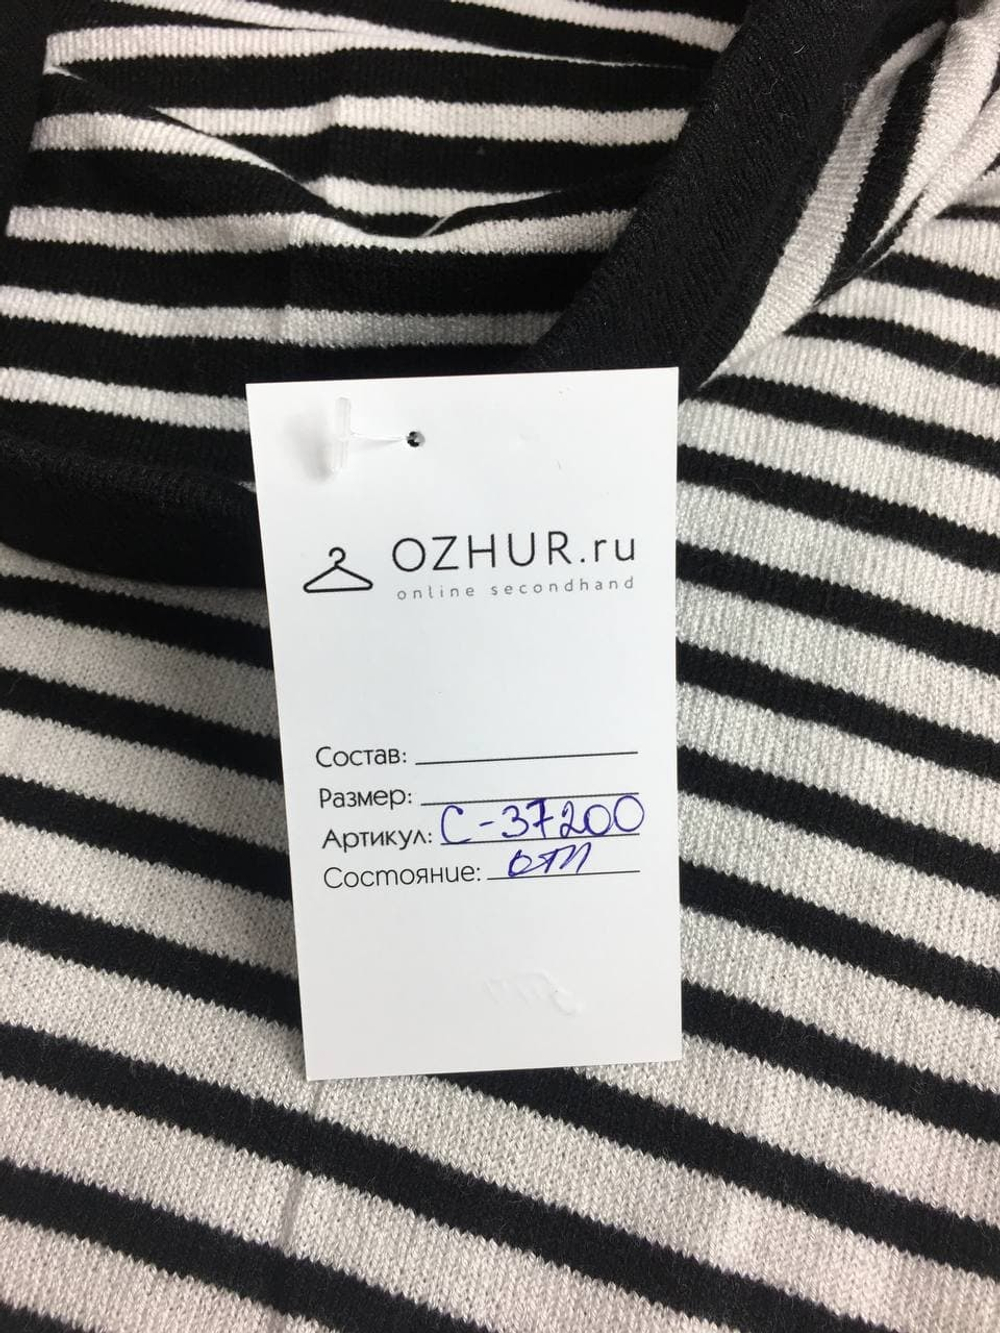 OZHUR.ru
online secondhand
Состав:
Размер:
Артикул: С-37200
Состояние: отл